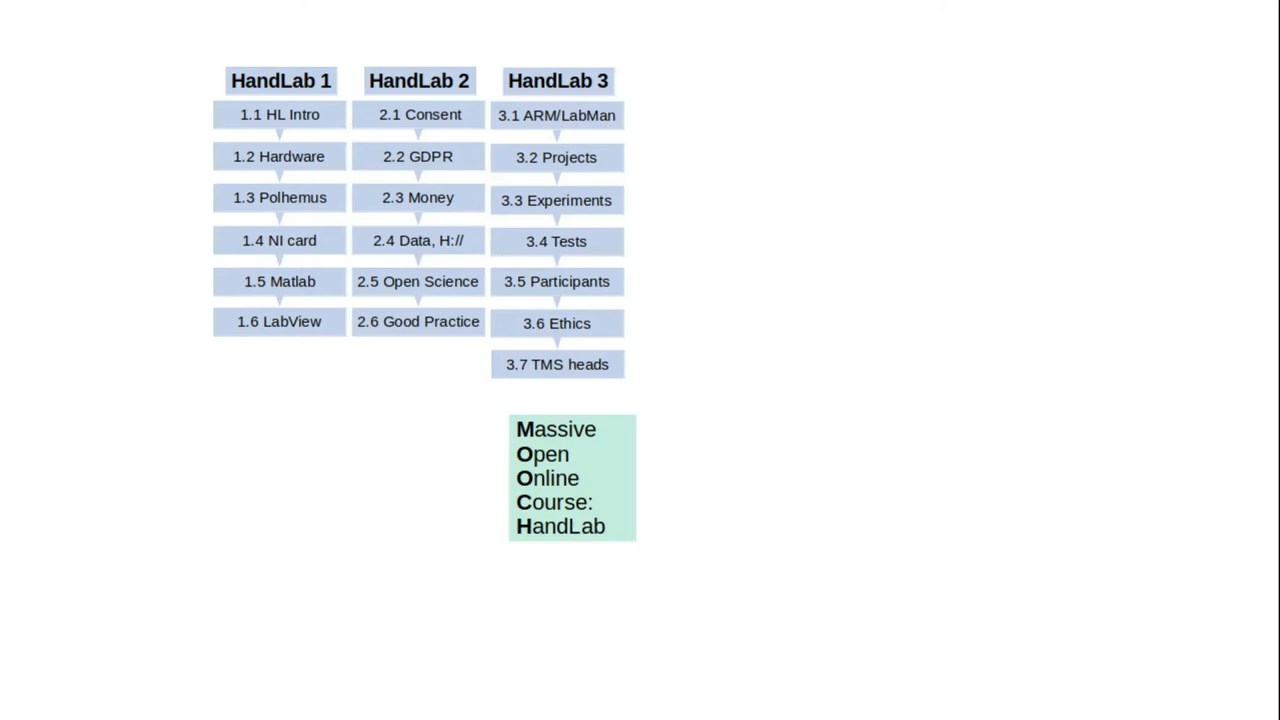 HandLab 1
1.1 HL Intro
1.2 Hardware
1.3 Polhemus
1.4 NI card
1.5 Matlab
1.6 LabView
HandLab 2
2.1 Consent
2.2 GDPR
2.3 Money
2.4 Data, H://
2.5 Open Science
2.6 Good Practice
HandLab 3
3.1 ARM/LabMan
3.2 Projects
3.3 Experiments
3.4 Tests
3.5 Participants
3.6 Ethics
3.7 TMS heads
Massive
Open
Online
Course:
HandLab